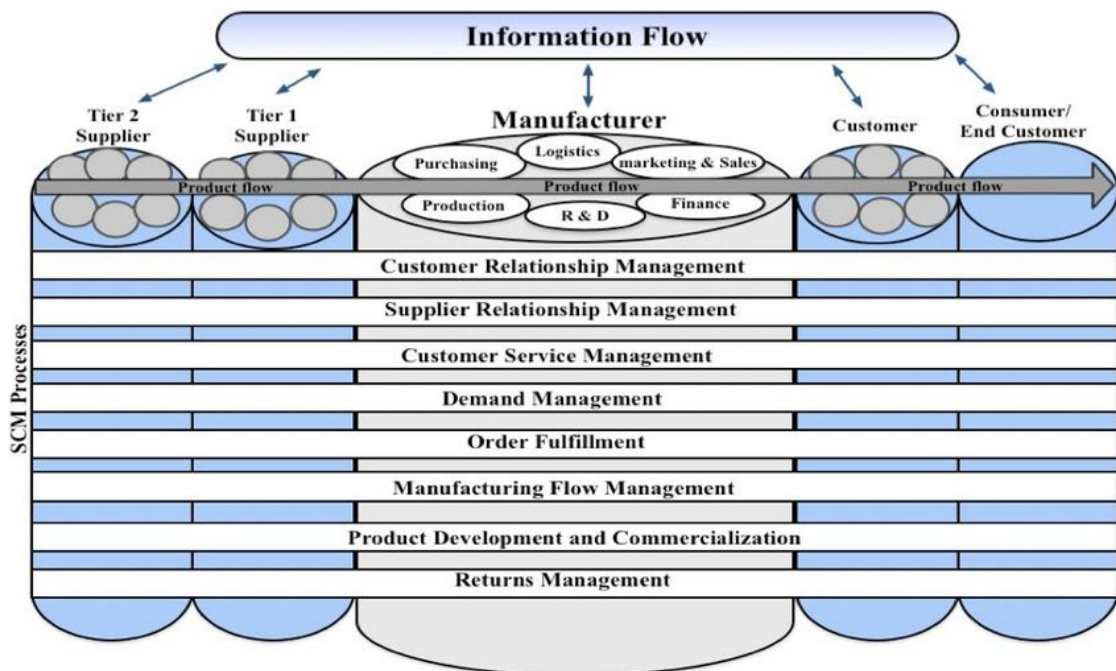 Information Flow
Tier 2
Supplier
Tier 1
Supplier
Manufacturer
Customer
Consumer/
End Customer
Purchasing
Logistics
marketing & Sales
Product flow
Product flow
Product flow
Production
R & D
Finance
SCM Processes
Customer Relationship Management
Supplier Relationship Management
Customer Service Management
Demand Management
Order Fulfillment
Manufacturing Flow Management
Product Development and Commercialization
Returns Management